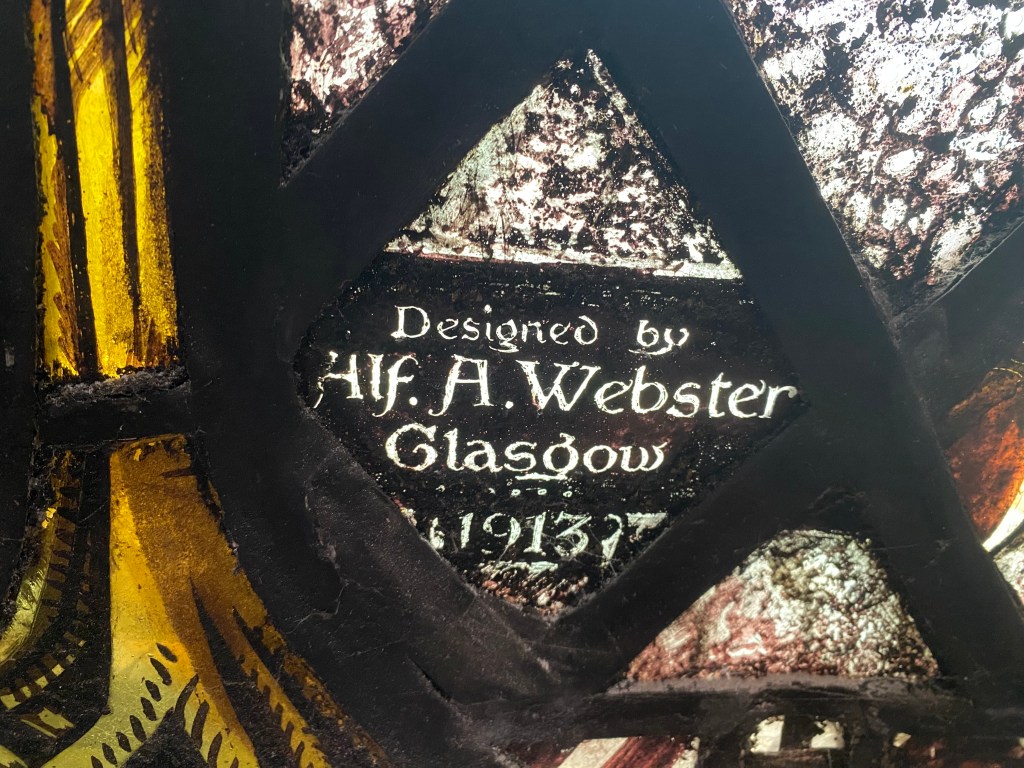 Designed by
Alf. A. Webster
Glasgow
1913